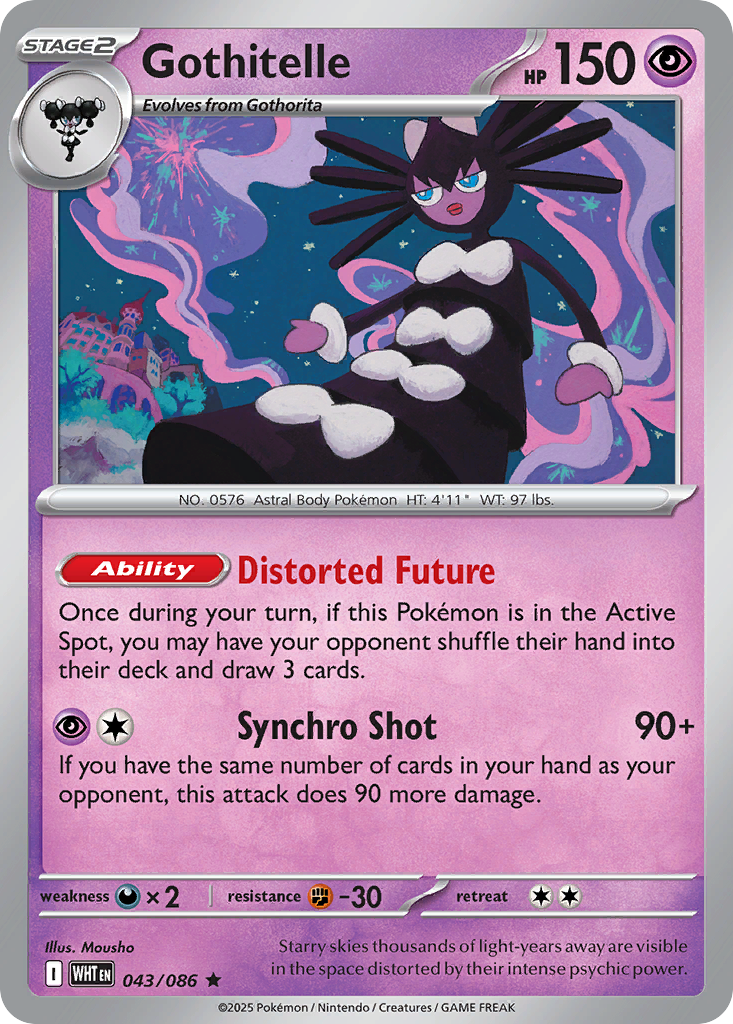 STAGE2
Gothitelle
HP 150
Evolves from Gothorita
NO. 0576 Astral Body Pokémon HT: 4'11" WT: 97 lbs.
Ability Distorted Future
Once during your turn, if this Pokémon is in the Active
Spot, you may have your opponent shuffle their hand into
their deck and draw 3 cards.
Synchro Shot 90+
If you have the same number of cards in your hand as your
opponent, this attack does 90 more damage.
weakness ×2 resistance -30 retreat
Illus. Mousho
Starry skies thousands of light-years away are visible
in the space distorted by their intense psychic power.
I WHT EN 043/086 ★
©2025 Pokémon / Nintendo / Creatures / GAME FREAK